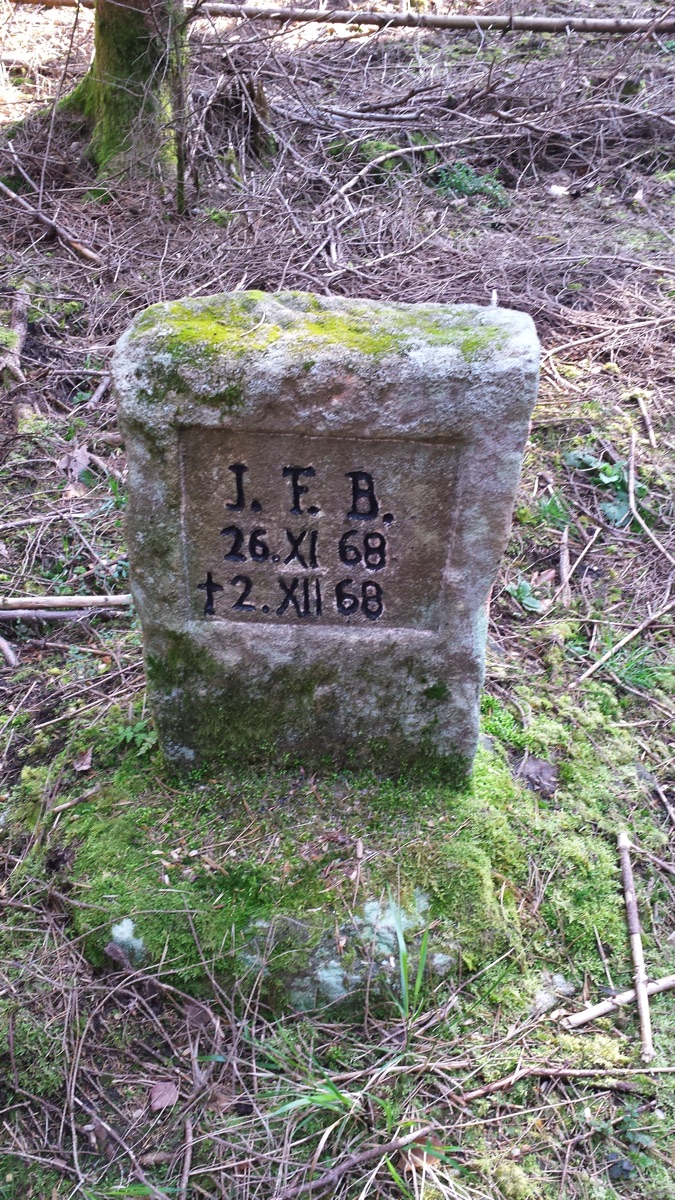 J. F. B.
26. XI 68
† 2. XII 68